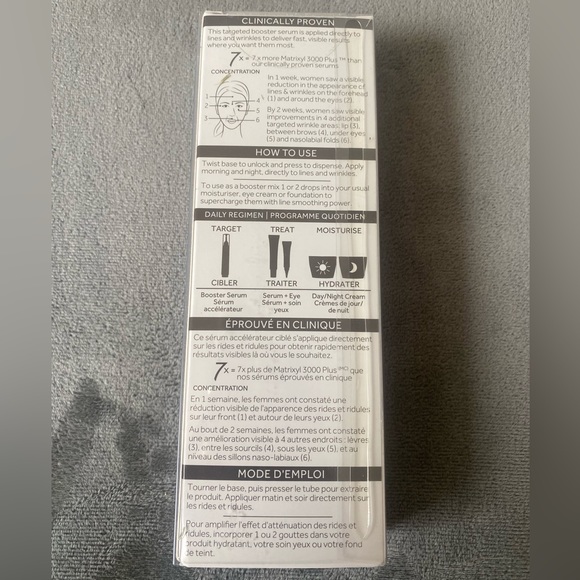 CLINICALLY PROVEN
This targeted booster serum is applied directly to
lines and wrinkles to deliver fast, visible results
where you want them most.
7x = 7x more Matrixyl 3000 Plus™ than
our clinically proven serums
CONCENTRATION
In 1 week, women saw a visible
reduction in the appearance of
lines & wrinkles on the forehead
(1) and around the eyes (2).
By 2 weeks, women saw visible
improvements in 4 additional
targeted wrinkle areas; lip (3),
between brows (4), under eyes
(5) and nasolabial folds (6).
1 4
2 5
3 6
HOW TO USE
Twist base to unlock and press to dispense. Apply
morning and night, directly to lines and wrinkles.
To use as a booster mix 1 or 2 drops into your usual
moisturiser, eye cream or foundation to
supercharge them with line smoothing power.
DAILY REGIMEN | PROGRAMME QUOTIDIEN
TARGET TREAT MOISTURISE
CIBLER TRAITER HYDRATER
Booster Serum Serum + Eye Day/Night Cream
Sérum Sérum + soin Crèmes de jour/
accélérateur yeux de nuit
ÉPROUVÉ EN CLINIQUE
Ce sérum accélérateur ciblé s'applique directement
sur les rides et ridules pour obtenir rapidement des
résultats visibles là où vous le souhaitez.
7x = 7x plus de Matrixyl 3000 Plus(MC) que
nos sérums éprouvés en clinique
CONCENTRATION
En 1 semaine, les femmes ont constaté une
réduction visible de l'apparence des rides et ridules
sur leur front (1) et autour de leurs yeux (2).
Au bout de 2 semaines, les femmes ont constaté
une amélioration visible à 4 autres endroits : lèvres
(3), entre les sourcils (4), sous les yeux (5), et au
niveau des sillons naso-labiaux (6).
MODE D'EMPLOI
Tourner le base, puis presser le tube pour extraire
le produit. Appliquer matin et soir directement sur
les rides et ridules.
Pour amplifier l'effet d'atténuation des rides et
ridules, incorporer 1 ou 2 gouttes dans votre
produit hydratant, votre soin yeux ou votre fond
de teint.